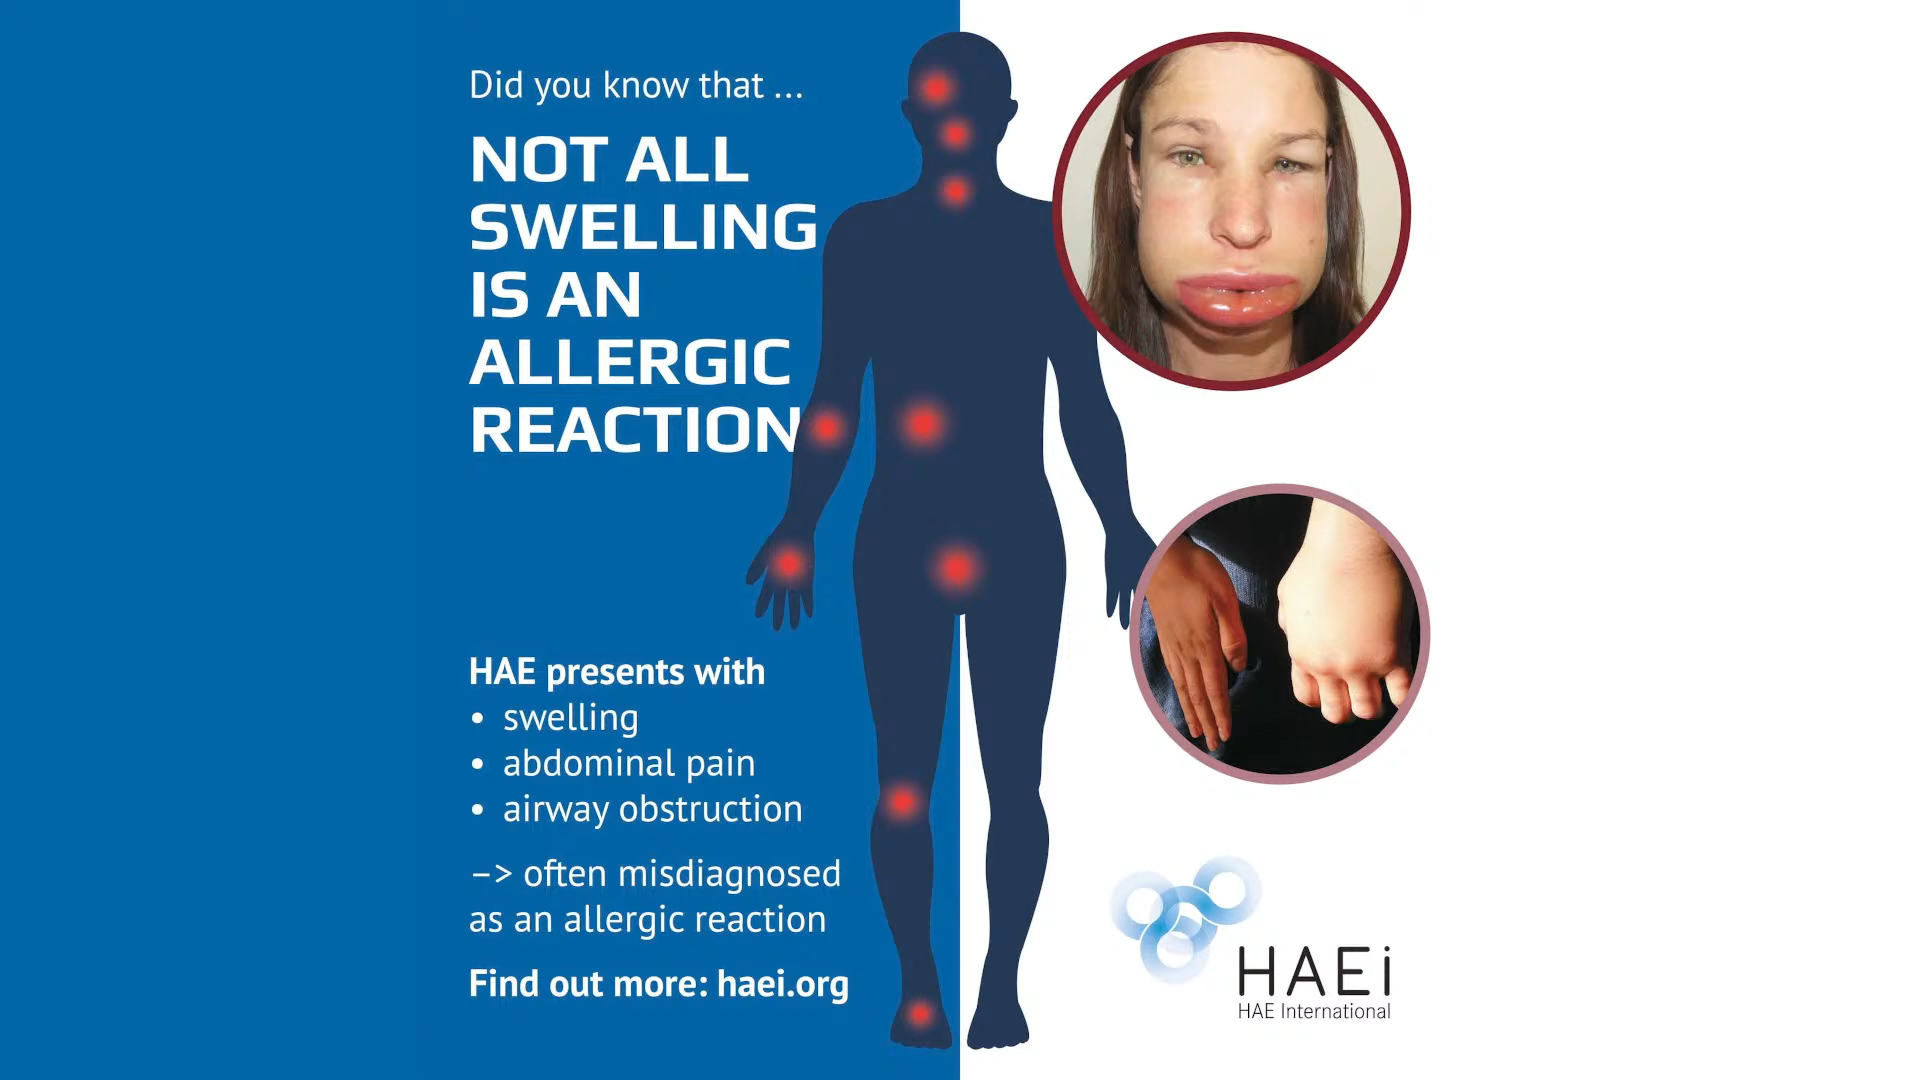 Did you know that ...
NOT ALL
SWELLING
IS AN
ALLERGIC
REACTION
HAE presents with
• swelling
• abdominal pain
• airway obstruction
–> often misdiagnosed
as an allergic reaction
Find out more: haei.org
HAEi
HAE International